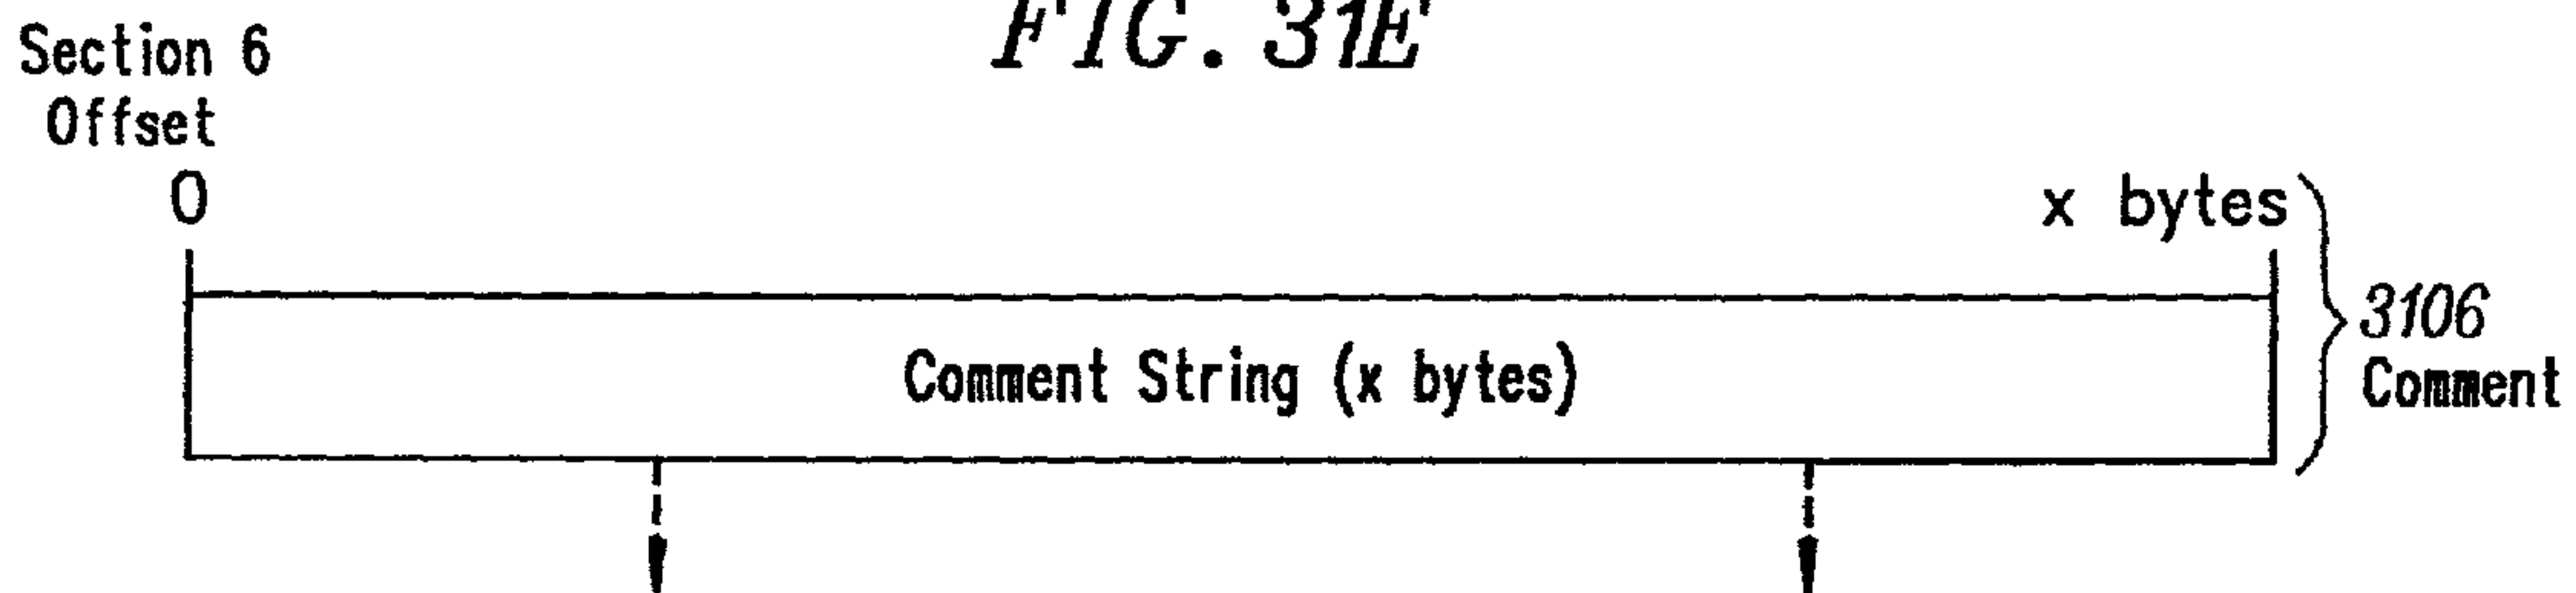 FIG. 31E
Section 6
Offset
0
x bytes
3106
Comment
Comment String (x bytes)